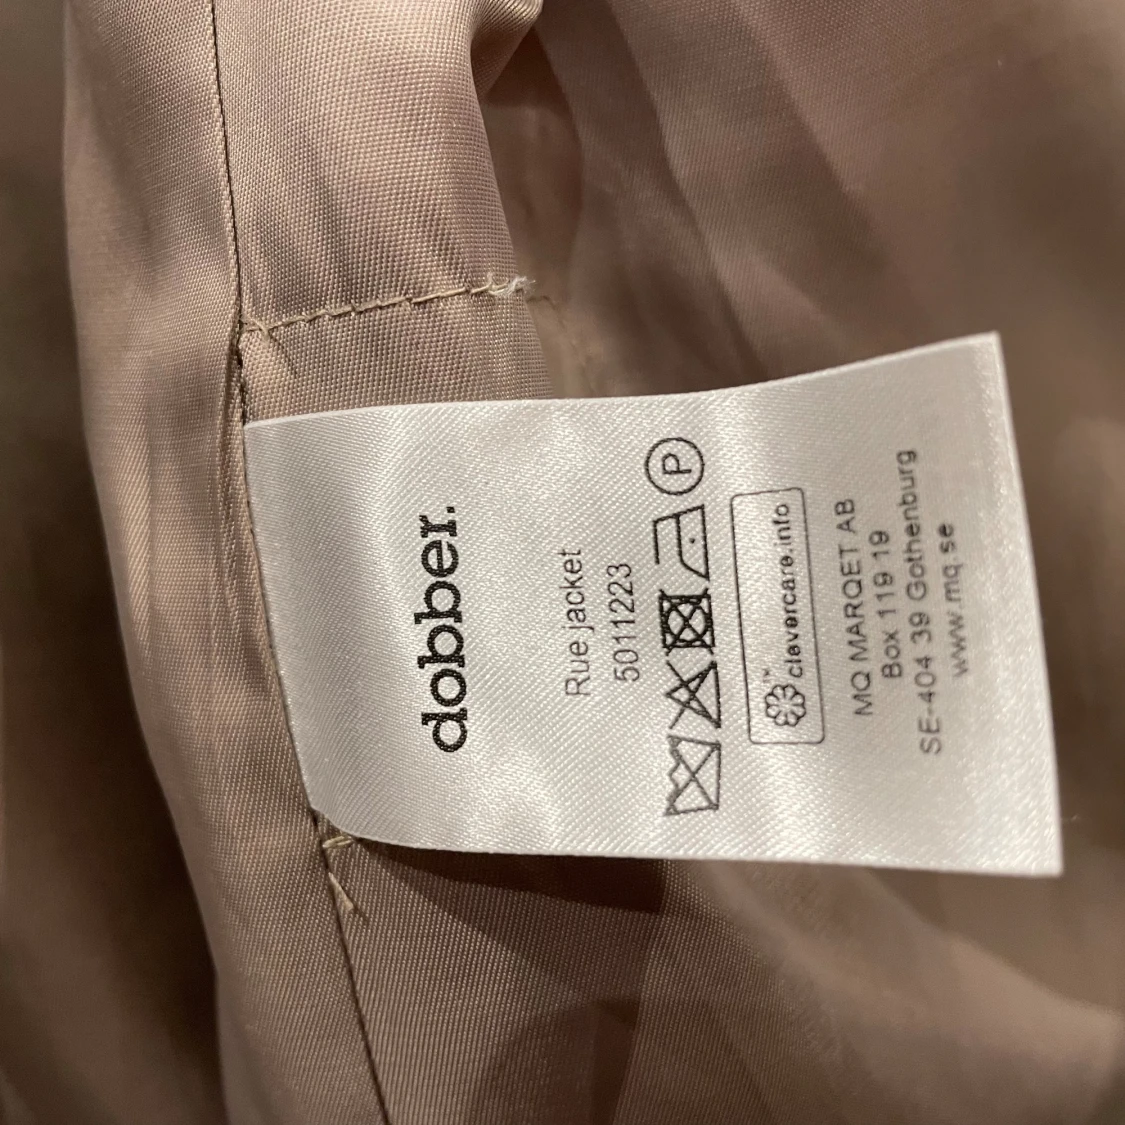 dobber.
Rue jacket
5011223
P
clevercare.info
TM
MQ MARQET AB
Box 119 19
SE-404 39 Gothenburg
www.mq.se